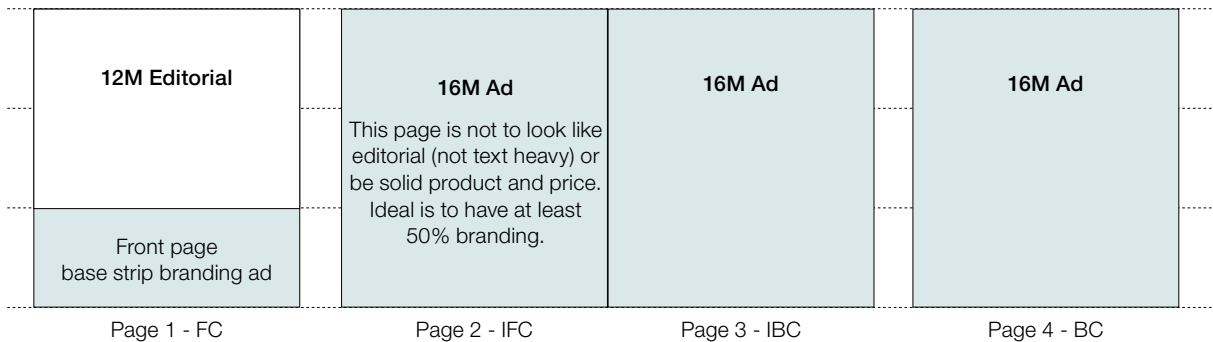 12M Editorial
Front page
base strip branding ad
Page 1 - FC
16M Ad
This page is not to look like
editorial (not text heavy) or
be solid product and price.
Ideal is to have at least
50% branding.
Page 2 - IFC
16M Ad
Page 3 - IBC
16M Ad
Page 4 - BC